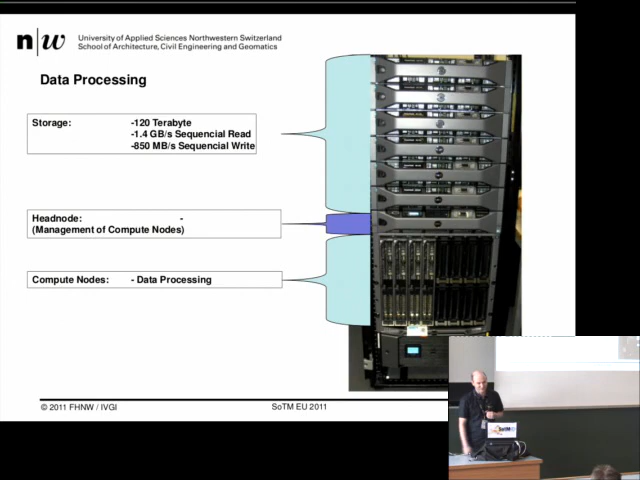 n|w University of Applied Sciences Northwestern Switzerland
School of Architecture, Civil Engineering and Geomatics
Data Processing
Storage: -120 Terabyte
-1.4 GB/s Sequencial Read
-850 MB/s Sequencial Write
Headnode: -
(Management of Compute Nodes)
Compute Nodes: - Data Processing
© 2011 FHNW / IVGI SoTM EU 2011
SoTM